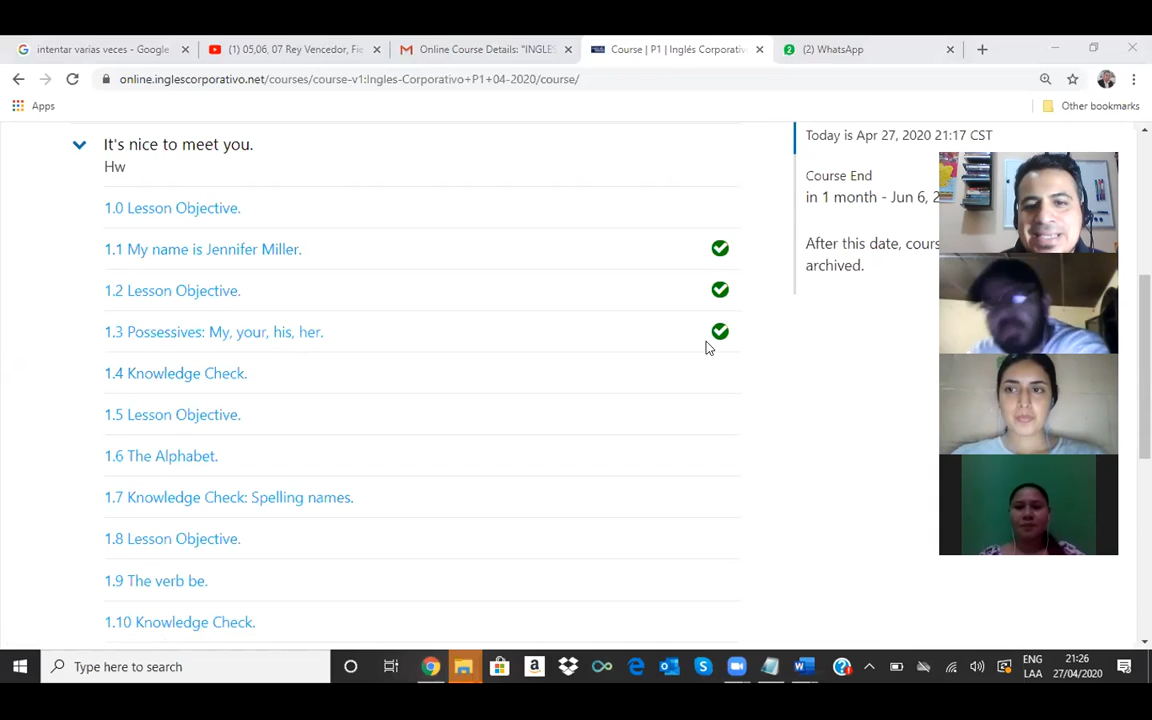 intentar varias veces - Google
(1) 05,06, 07 Rey Vencedor, Fie
Online Course Details: "INGLES
Course | P1 | Inglés Corporativo
(2) WhatsApp
online.inglescorporativo.net/courses/course-v1:Ingles-Corporativo+P1+04-2020/course/
Apps
Other bookmarks
It's nice to meet you.
Hw
1.0 Lesson Objective.
1.1 My name is Jennifer Miller.
1.2 Lesson Objective.
1.3 Possessives: My, your, his, her.
1.4 Knowledge Check.
1.5 Lesson Objective.
1.6 The Alphabet.
1.7 Knowledge Check: Spelling names.
1.8 Lesson Objective.
1.9 The verb be.
1.10 Knowledge Check.
Today is Apr 27, 2020 21:17 CST
Course End
in 1 month - Jun 6, 2
After this date, cours
archived.
Type here to search
ENG
LAA
21:26
27/04/2020